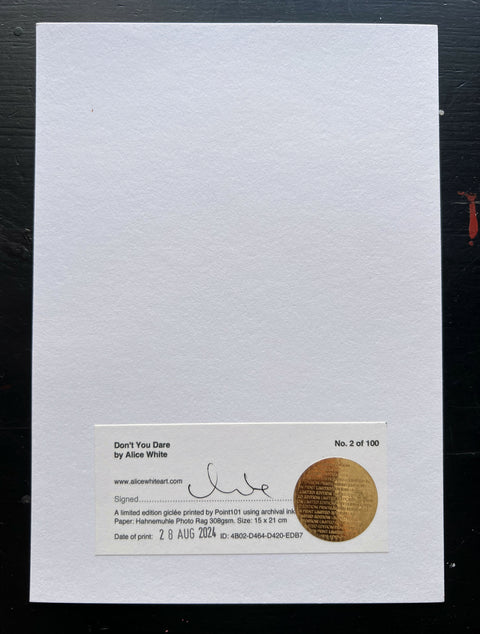 Don't You Dare
by Alice White
No. 2 of 100
www.alicewhiteart.com
Signed
A limited edition giclée printed by Point101 using archival ink
Paper: Hahnemuhle Photo Rag 308gsm. Size: 15 x 21 cm
Date of print: 28 AUG 2024 ID: 4B02-D464-D420-EDB7
LIMITED EDITION